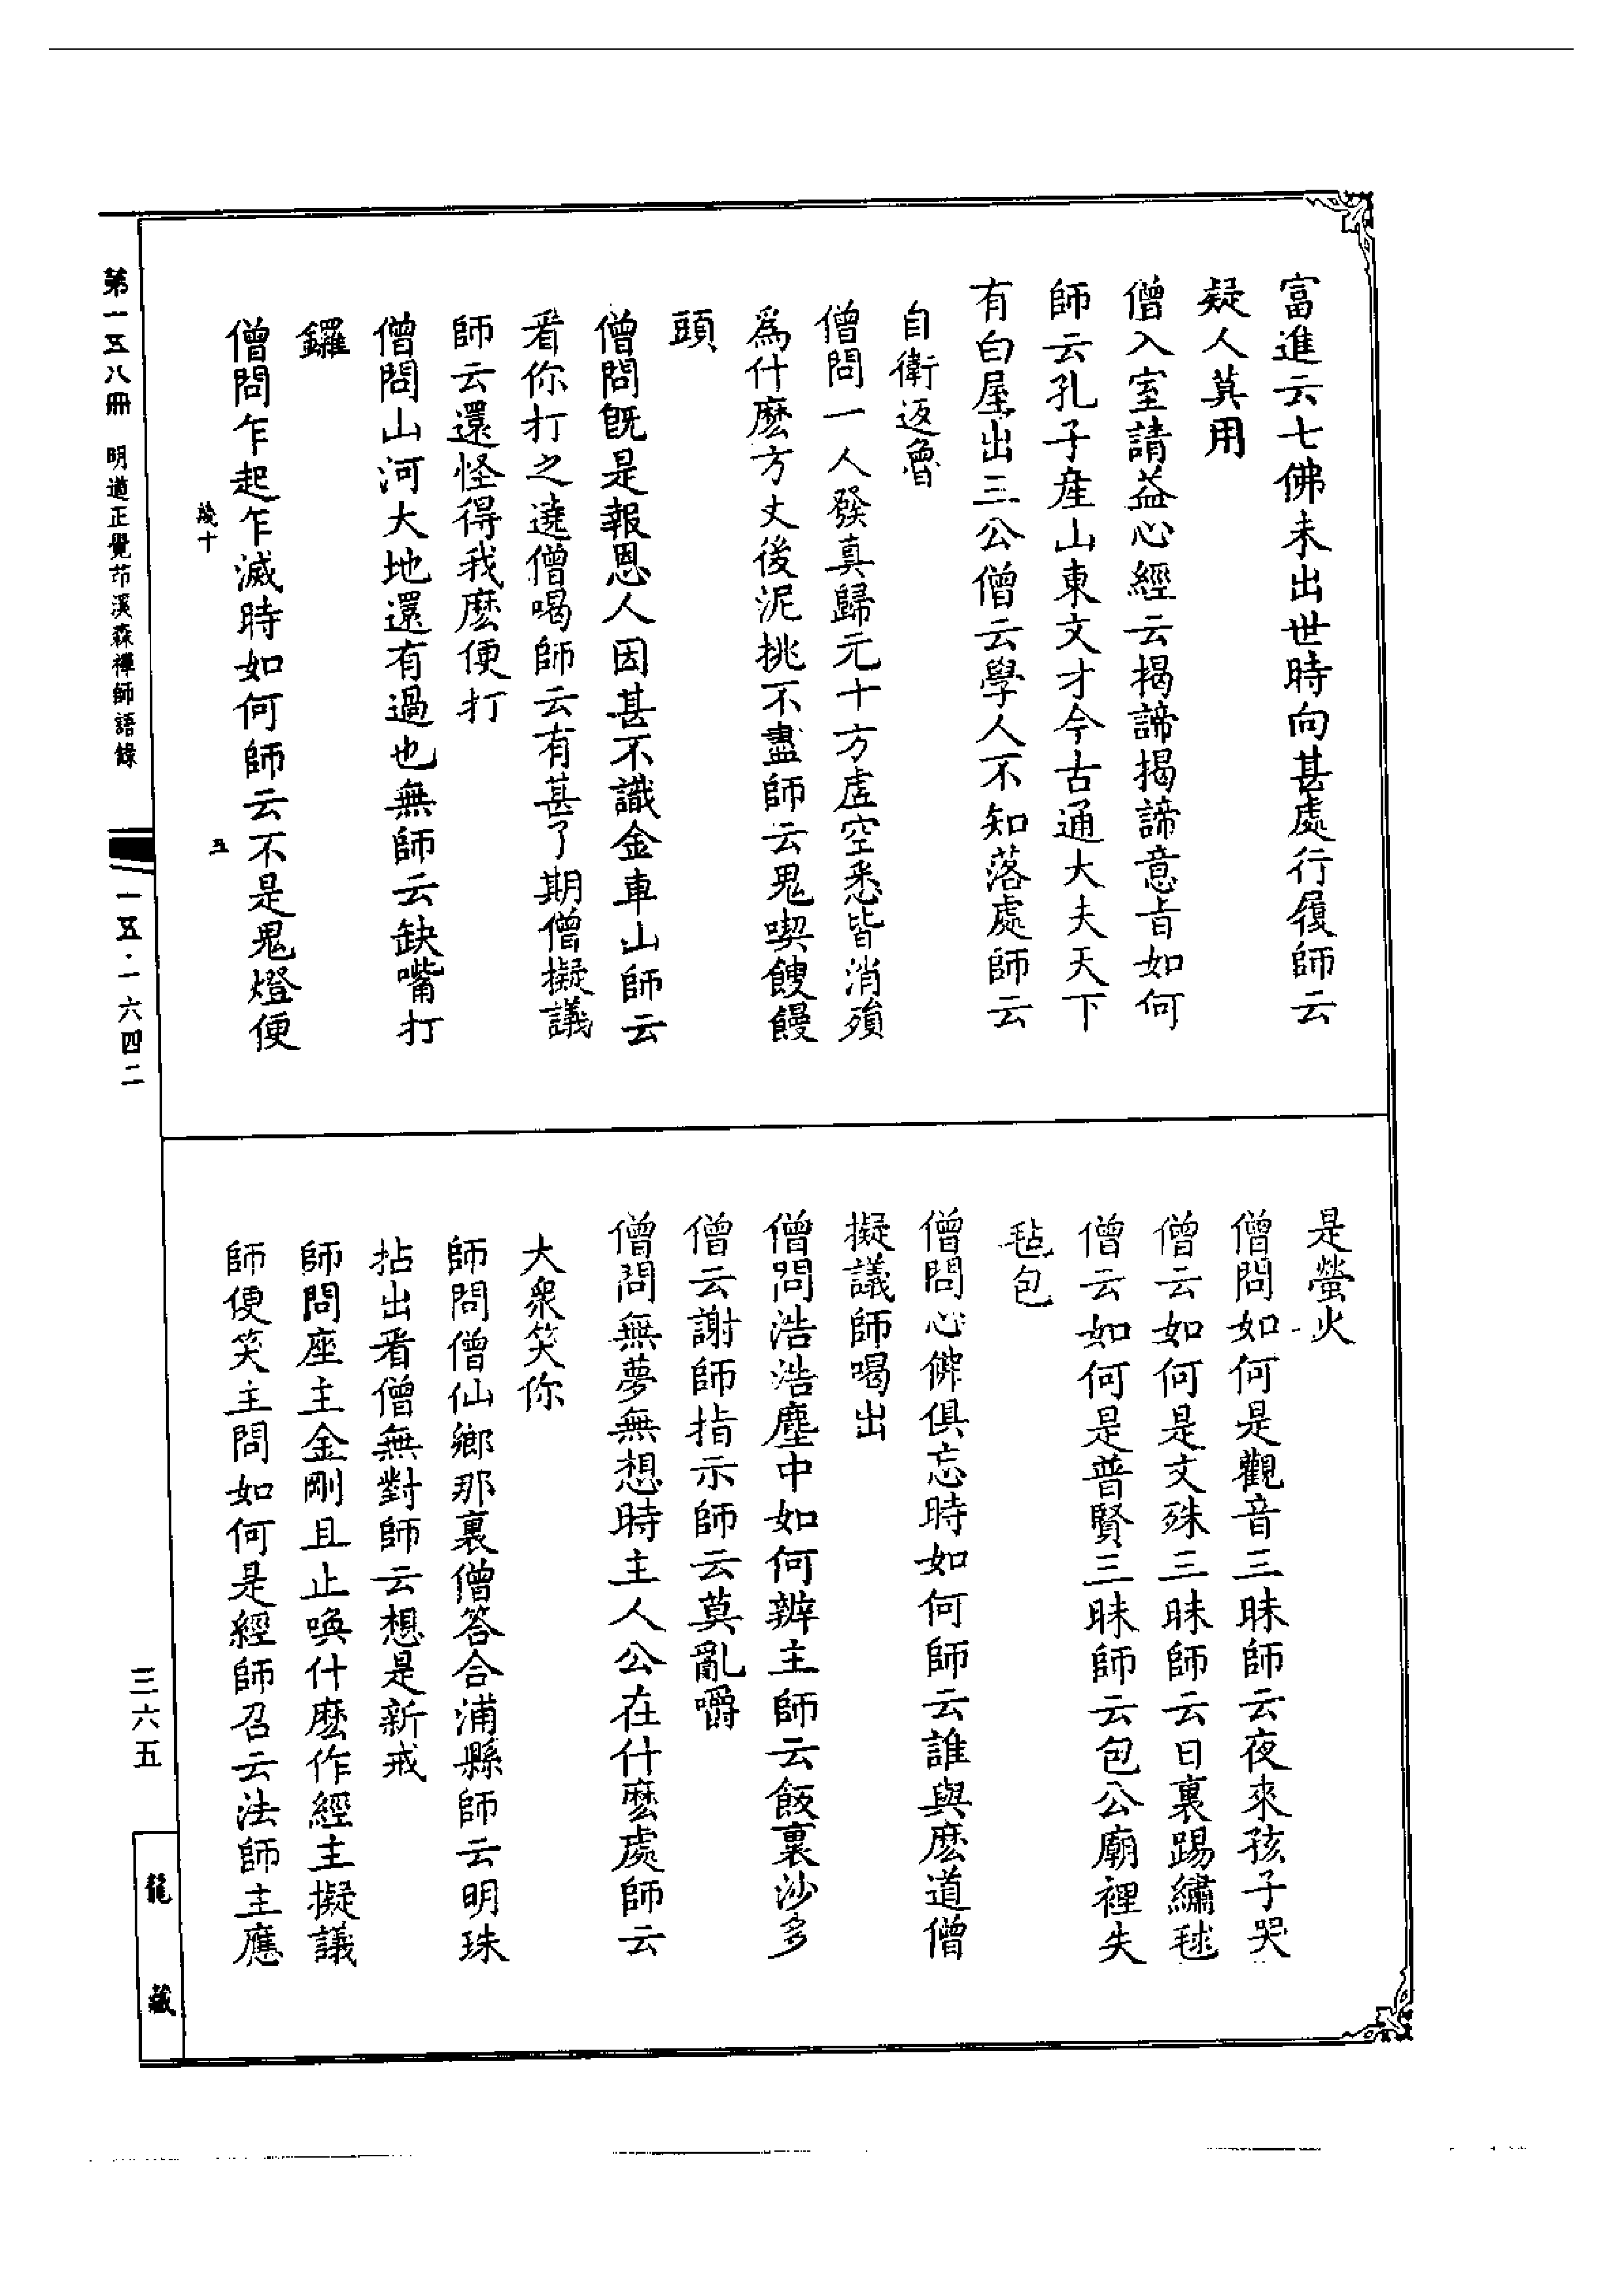 富進云七佛未出世時向甚處行履師云
疑人莫用
僧入室請益心經云揭諦揭諦意旨如何
師云孔子産山東文才今古通大夫天下
有白屋出三公僧云學人不知落處師云
自衛返魯
僧問一人發真歸元十方虛空悉皆消殞
爲什麽方丈後泥挑不盡師云鬼喫餿饅
頭
僧問旣是報恩人因甚不識金車山師云
看你打之遶僧喝師云有甚了期僧擬議
師云還怪得我麽便打
僧問山河大地還有過也無師云缺嘴打
鑼
僧問乍起乍滅時如何師云不是鬼燈便
是螢火
僧問如何是觀音三昧師云夜來孩子哭
僧云如何是文殊三昧師云日裏踢繡毬
僧云如何是普賢三昧師云包公廟裡失
毡包
僧問心俱忘時如何師云誰與麽道僧
擬議師喝出
僧問浩浩塵中如何辨主師云飯裏沙多
僧云謝師指示師云莫亂嚼
僧問無夢無想時主人公在什麽處師云
大衆笑你
師問僧仙鄉那裏僧答合浦縣師云明珠
拈出看僧無對師云想是新戒
師問座主金剛且止喚什麽作經主擬議
師便笑主問如何是經師召云法師主應
第一五八冊 明道正覺茆溪森禪師語錄
十 五
一五·一六四二
三六五
龍藏